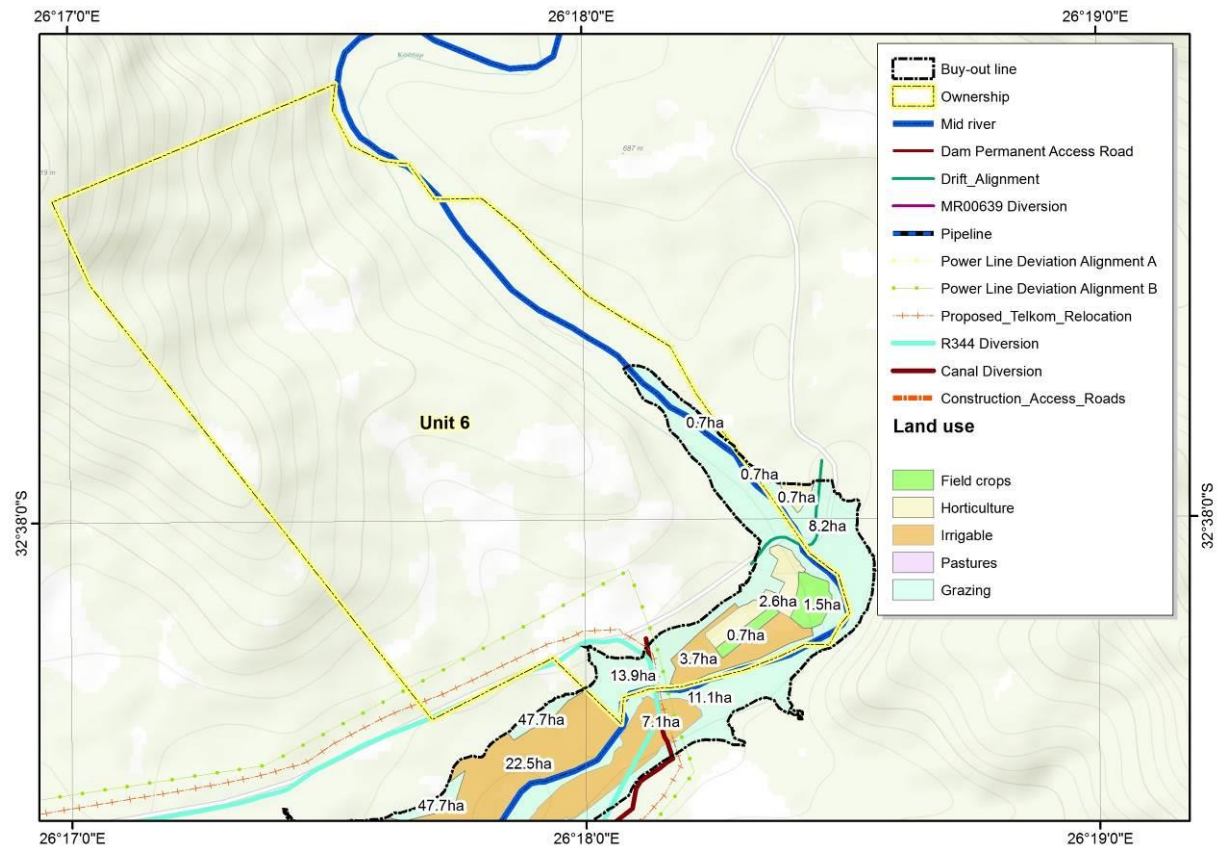 26°17'0"E
26°18'0"E
26°19'0"E
Koonap
687 m
Buy-out line
Ownership
Mid river
Dam Permanent Access Road
Drift_Alignment
MR00639 Diversion
Pipeline
Power Line Deviation Alignment A
Power Line Deviation Alignment B
Proposed_Telkom_Relocation
R344 Diversion
Canal Diversion
Construction_Access_Roads
Land use
Field crops
Horticulture
Irrigable
Pastures
Grazing
Unit 6
0.7ha
0.7ha
0.7ha
8.2ha
32°38'0"S
32°38'0"S
2.6ha
1.5ha
0.7ha
3.7ha
13.9ha
11.1ha
47.7ha
7.1ha
22.5ha
47.7ha
26°17'0"E
26°18'0"E
26°19'0"E